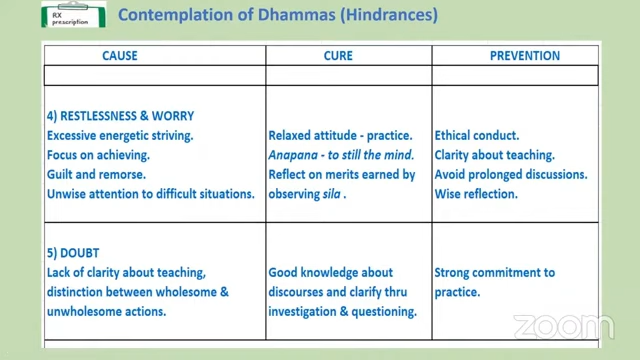 RX
prescription
Contemplation of Dhammas (Hindrances)
CAUSE CURE PREVENTION
4) RESTLESSNESS & WORRY
Excessive energetic striving. Relaxed attitude - practice. Ethical conduct.
Focus on achieving. Anapana - to still the mind. Clarity about teaching.
Guilt and remorse. Reflect on merits earned by Avoid prolonged discussions.
Unwise attention to difficult situations. observing sila . Wise reflection.
5) DOUBT
Lack of clarity about teaching, Good knowledge about Strong commitment to
distinction between wholesome & discourses and clarify thru practice.
unwholesome actions. investigation & questioning.
zoom